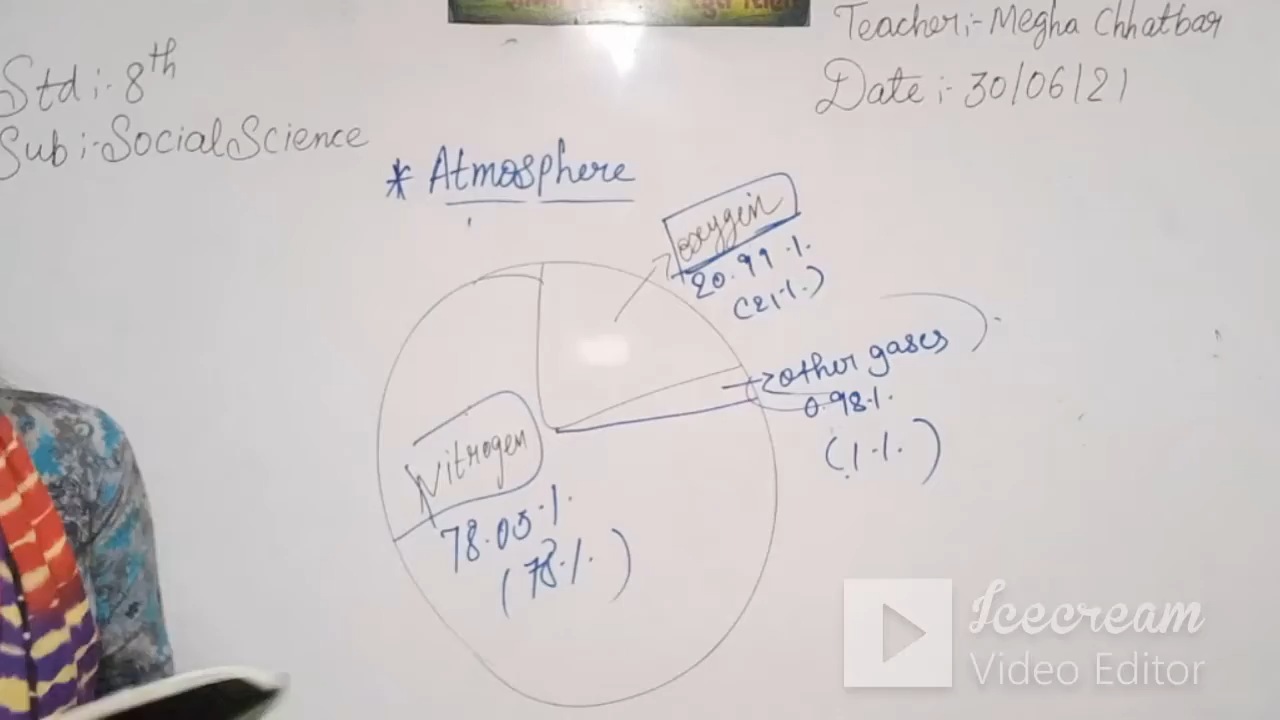 Teacher:- Megha Chhatbar
Date:- 30/06/21
Std:- 8th
Sub:- Social Science
* Atmosphere
oxygen
20.99%
(21%)
other gases
0.98%
(1%)
Nitrogen
78.03%
(78%)
Icecream
Video Editor